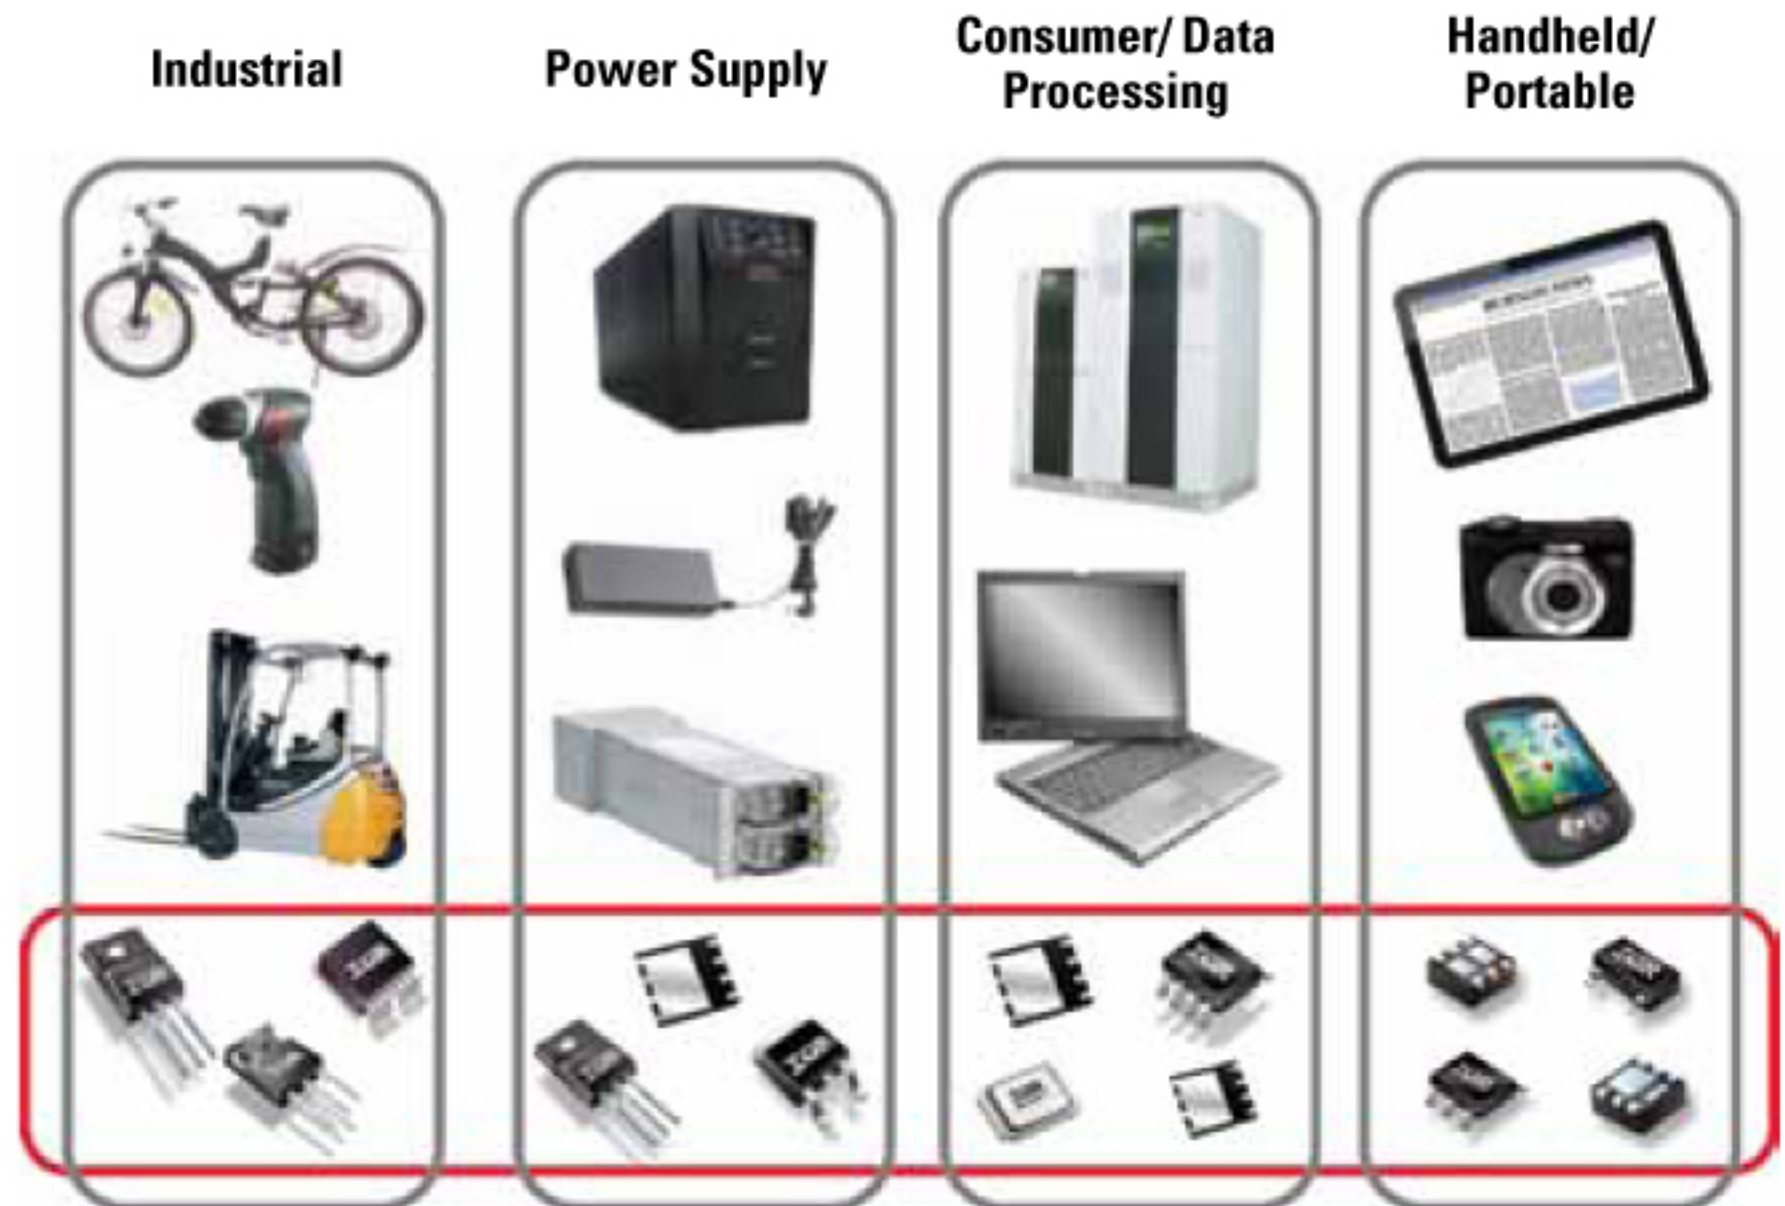 Industrial
Power Supply
Consumer/ Data
Processing
Handheld/
Portable